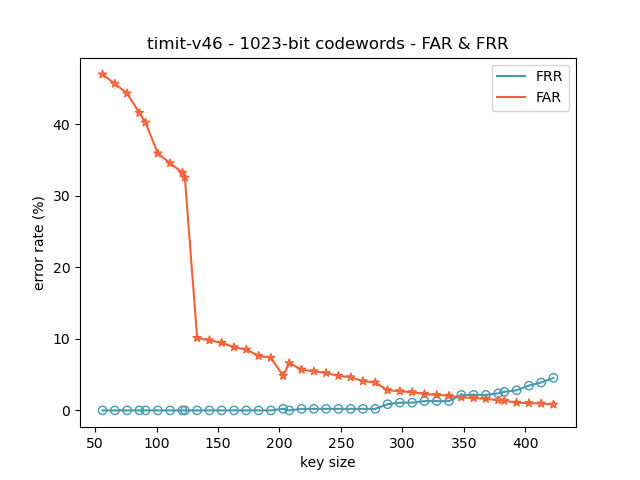 timit-v46 - 1023-bit codewords - FAR & FRR
FRR
FAR
error rate (%)
40
30
20
10
0
50 100 150 200 250 300 350 400
key size